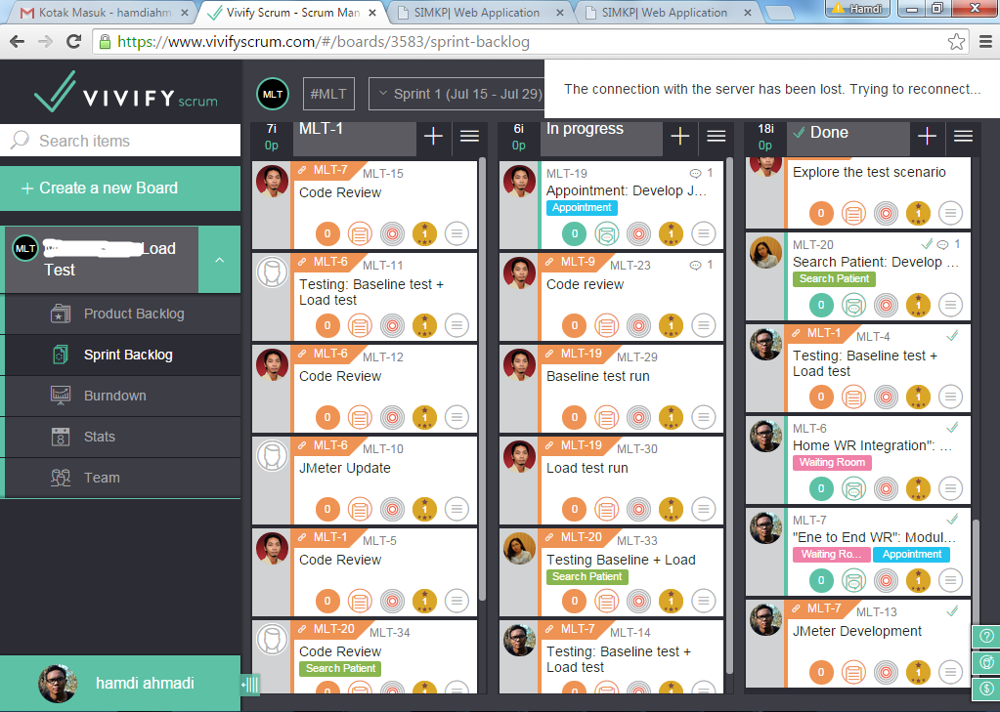 Kotak Masuk - hamdiahm
Vivify Scrum - Scrum Man
SIMKP| Web Application
SIMKP| Web Application
Hamdi
https://www.vivifyscrum.com/#/boards/3583/sprint-backlog
VIVIFY scrum
Search items
+ Create a new Board
MLT
Load
Test
Product Backlog
Sprint Backlog
Burndown
8
Stats
Team
hamdi ahmadi
MLT
#MLT
Sprint 1 (Jul 15 - Jul 29)
The connection with the server has been lost. Trying to reconnect...
7i
0p
MLT-1
MLT-7 MLT-15
Code Review
0 1
MLT-6 MLT-11
Testing: Baseline test +
Load test
0 1
MLT-6 MLT-12
Code Review
0 1
MLT-6 MLT-10
JMeter Update
0 1
MLT-1 MLT-5
Code Review
0 1
MLT-20 MLT-34
Code Review
Search Patient
6i
0p
In progress
MLT-19 1
Appointment: Develop J...
Appointment
0 1
MLT-9 MLT-23 1
Code review
0 1
MLT-19 MLT-29
Baseline test run
0 1
MLT-19 MLT-30
Load test run
0 1
MLT-20 MLT-33
Testing Baseline + Load
Search Patient
0 1
MLT-7 MLT-14
Testing: Baseline test +
Load test
18i
0p
Done
Explore the test scenario
0 1
MLT-20 1
Search Patient: Develop ...
Search Patient
0 1
MLT-1 MLT-4
Testing: Baseline test +
Load test
0 1
MLT-6
Home WR Integration": ...
Waiting Room
0 1
MLT-7
"Ene to End WR": Modul...
Waiting Ro... Appointment
0 1
MLT-7 MLT-13
JMeter Development
0 1
?
$